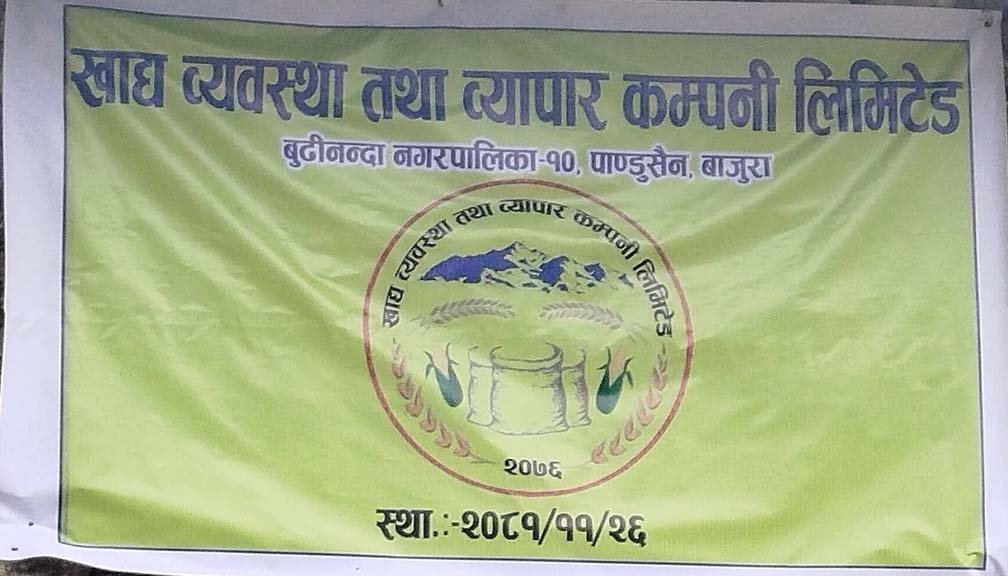 खाद्य व्यवस्था तथा व्यापार कम्पनी लिमिटेड
बुढीनन्दा नगरपालिका-१०, पाण्डुसैन, बाजुरा
खाद्य व्यवस्था तथा व्यापार कम्पनी लिमिटेड
२०७६
स्था.:-२०८१/११/२६